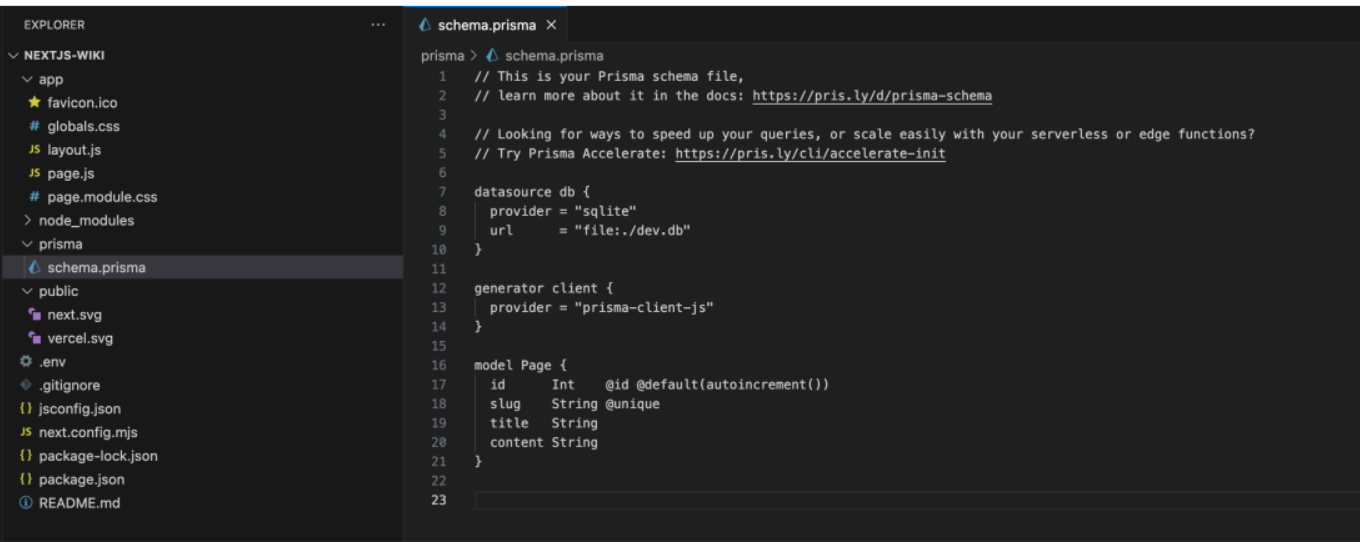 EXPLORER
...
NEXTJS-WIKI
app
favicon.ico
# globals.css
JS layout.js
JS page.js
# page.module.css
node_modules
prisma
schema.prisma
public
next.svg
vercel.svg
.env
.gitignore
{} jsconfig.json
JS next.config.mjs
{} package-lock.json
{} package.json
README.md
schema.prisma ×
prisma > schema.prisma
1 // This is your Prisma schema file,
2 // learn more about it in the docs: https://pris.ly/d/prisma-schema
3
4 // Looking for ways to speed up your queries, or scale easily with your serverless or edge functions?
5 // Try Prisma Accelerate: https://pris.ly/cli/accelerate-init
6
7 datasource db {
8   provider = "sqlite"
9   url      = "file:./dev.db"
10 }
11
12 generator client {
13   provider = "prisma-client-js"
14 }
15
16 model Page {
17   id      Int    @id @default(autoincrement())
18   slug    String @unique
19   title   String
20   content String
21 }
22
23